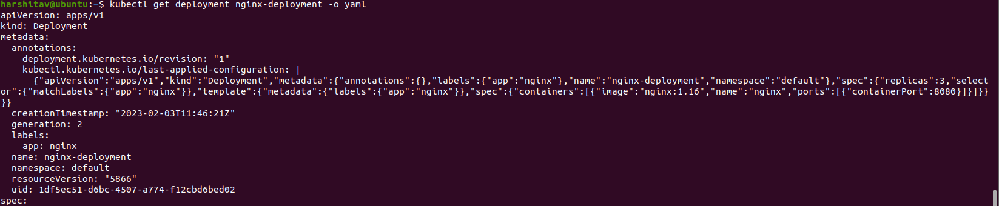 harshitav@ubuntu:~$ kubectl get deployment nginx-deployment -o yaml
apiVersion: apps/v1
kind: Deployment
metadata:
  annotations:
    deployment.kubernetes.io/revision: "1"
    kubectl.kubernetes.io/last-applied-configuration: |
      {"apiVersion":"apps/v1","kind":"Deployment","metadata":{"annotations":{},"labels":{"app":"nginx"},"name":"nginx-deployment","namespace":"default"},"spec":{"replicas":3,"select
or":{"matchLabels":{"app":"nginx"}},"template":{"metadata":{"labels":{"app":"nginx"}},"spec":{"containers":[{"image":"nginx:1.16","name":"nginx","ports":[{"containerPort":8080}]}]}}
}}
  creationTimestamp: "2023-02-03T11:46:21Z"
  generation: 2
  labels:
    app: nginx
  name: nginx-deployment
  namespace: default
  resourceVersion: "5866"
  uid: 1df5ec51-d6bc-4507-a774-f12cbd6bed02
spec: